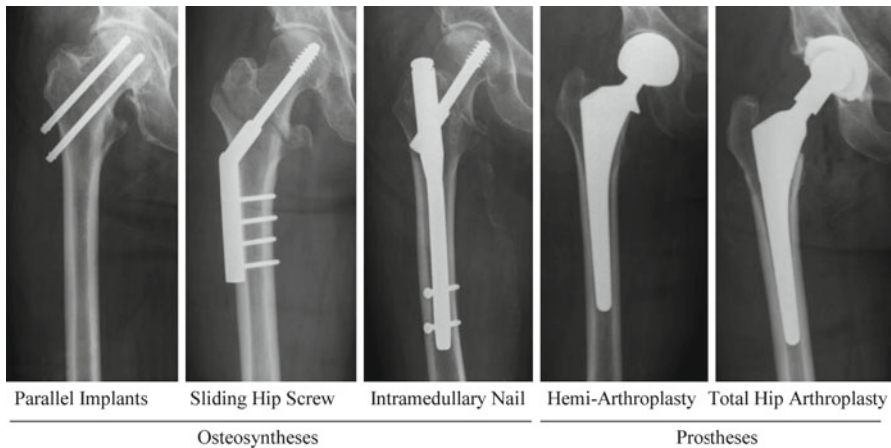 Parallel Implants
Sliding Hip Screw
Intramedullary Nail
Hemi-Arthroplasty
Total Hip Arthroplasty
Osteosyntheses
Prostheses